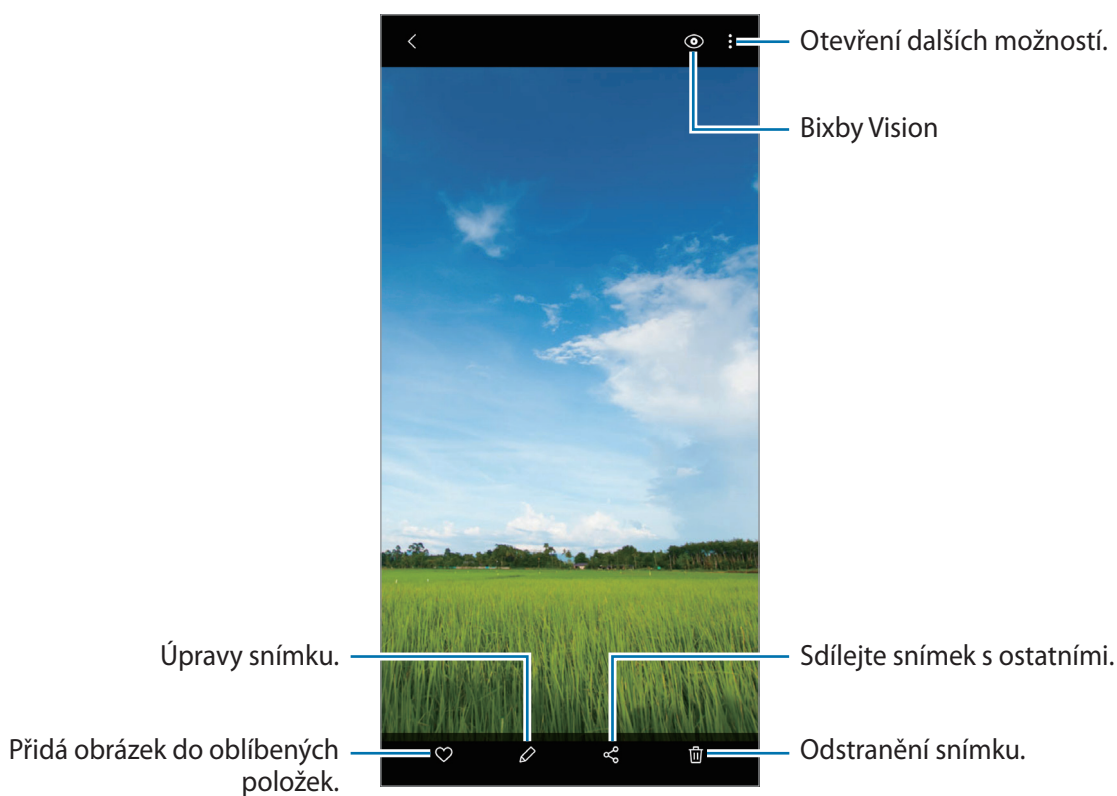 Otevření dalších možností.
Bixby Vision
Úpravy snímku.
Sdílejte snímek s ostatními.
Přidá obrázek do oblíbených
položek.
Odstranění snímku.